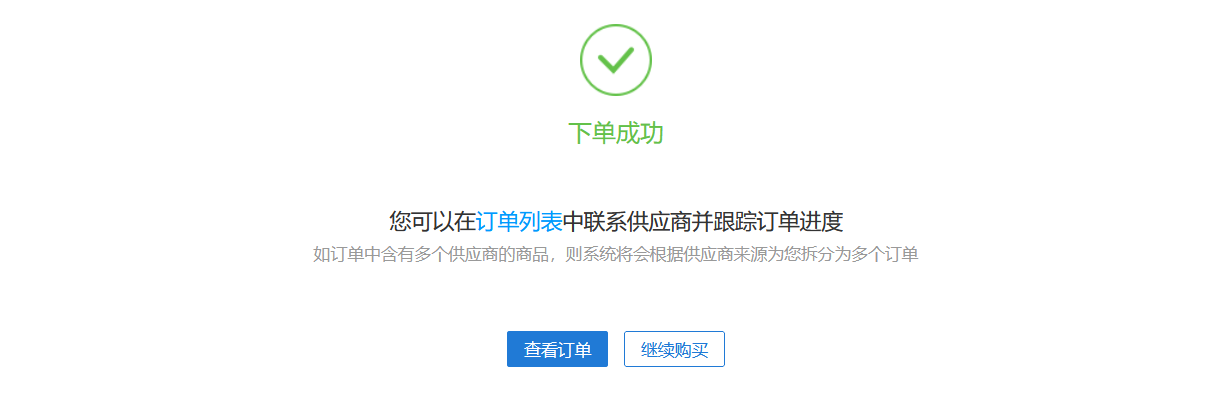 下单成功
您可以在订单列表中联系供应商并跟踪订单进度
如订单中含有多个供应商的商品，则系统将会根据供应商来源为您拆分为多个订单
查看订单 继续购买